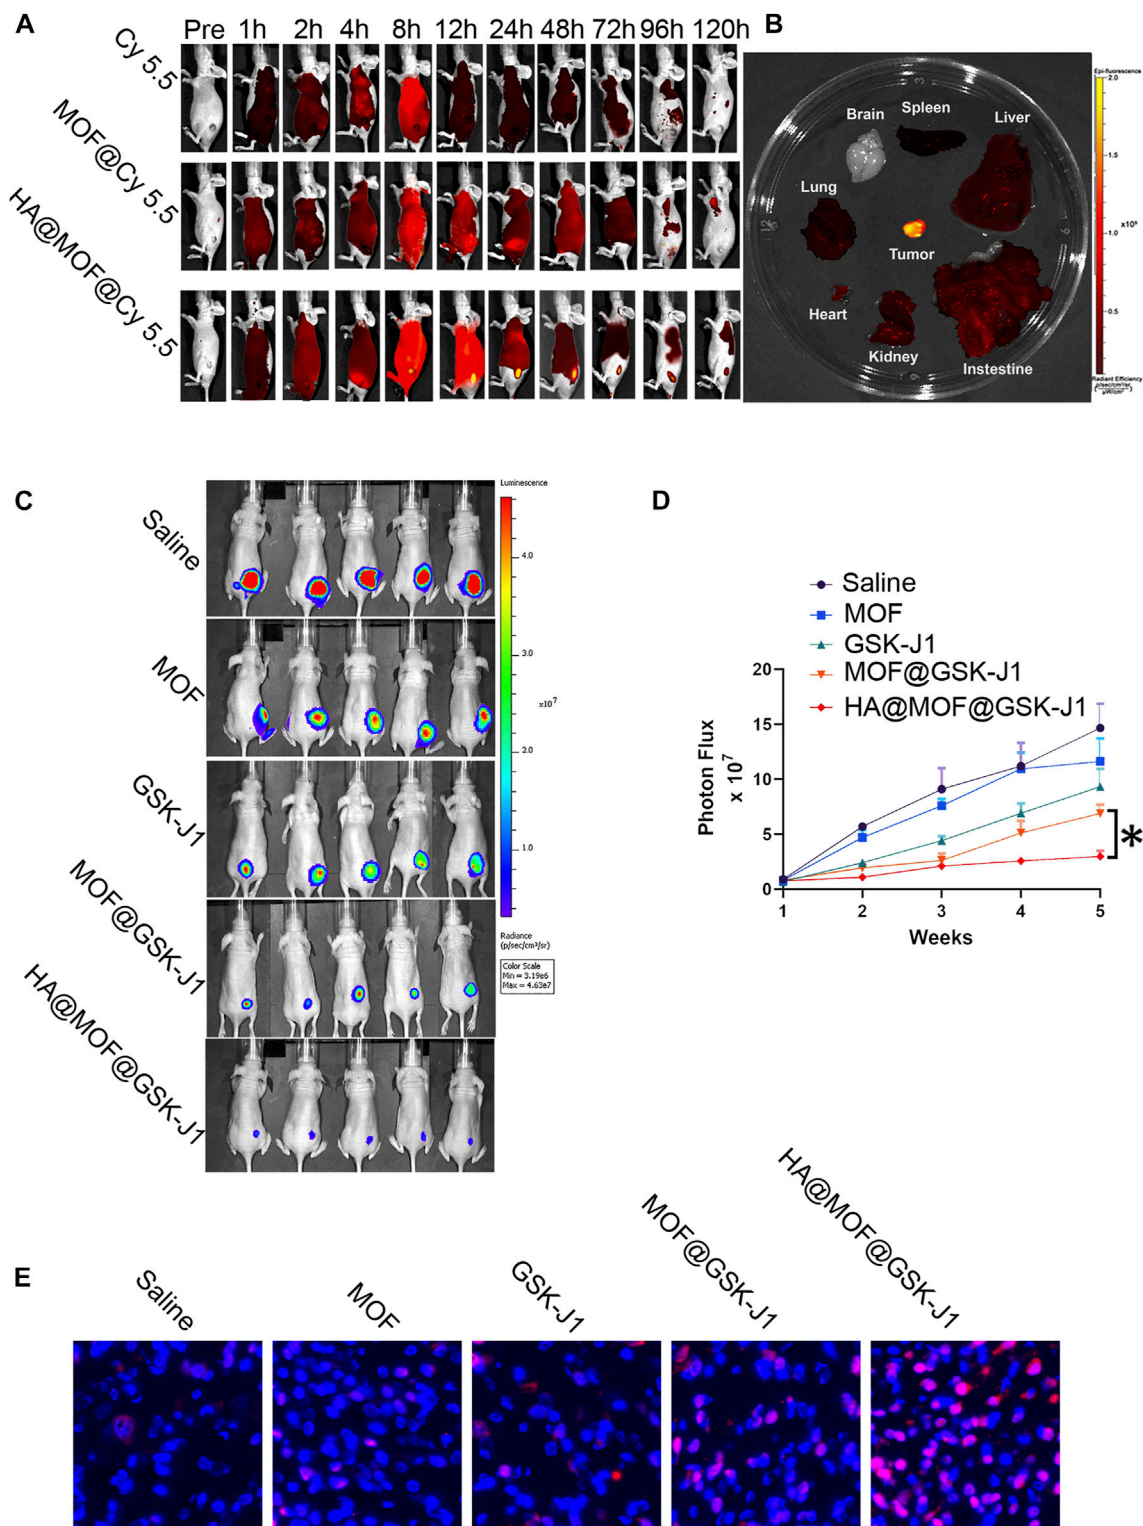 A
Pre 1h 2h 4h 8h 12h 24h 48h 72h 96h 120h
Cy 5.5
MOF@Cy 5.5
HA@MOF@Cy 5.5
B
Brain
Spleen
Liver
Lung
Tumor
Heart
Kidney
Instestine
Epi-fluorescence
2.0
1.5
1.0
x10⁹
0.5
Radiant Efficiency
(p/sec/cm²/sr
µW/cm²)
C
Saline
MOF
GSK-J1
MOF@GSK-J1
HA@MOF@GSK-J1
Luminescence
4.0
3.0
x10⁷
2.0
1.0
Radiance
(p/sec/cm²/sr)
Color Scale
Min = 3.19e6
Max = 4.63e7
D
Saline
MOF
GSK-J1
MOF@GSK-J1
HA@MOF@GSK-J1
Photon Flux
x 10⁷
20
15
10
5
0
*
1 2 3 4 5
Weeks
E
Saline
MOF
GSK-J1
MOF@GSK-J1
HA@MOF@GSK-J1